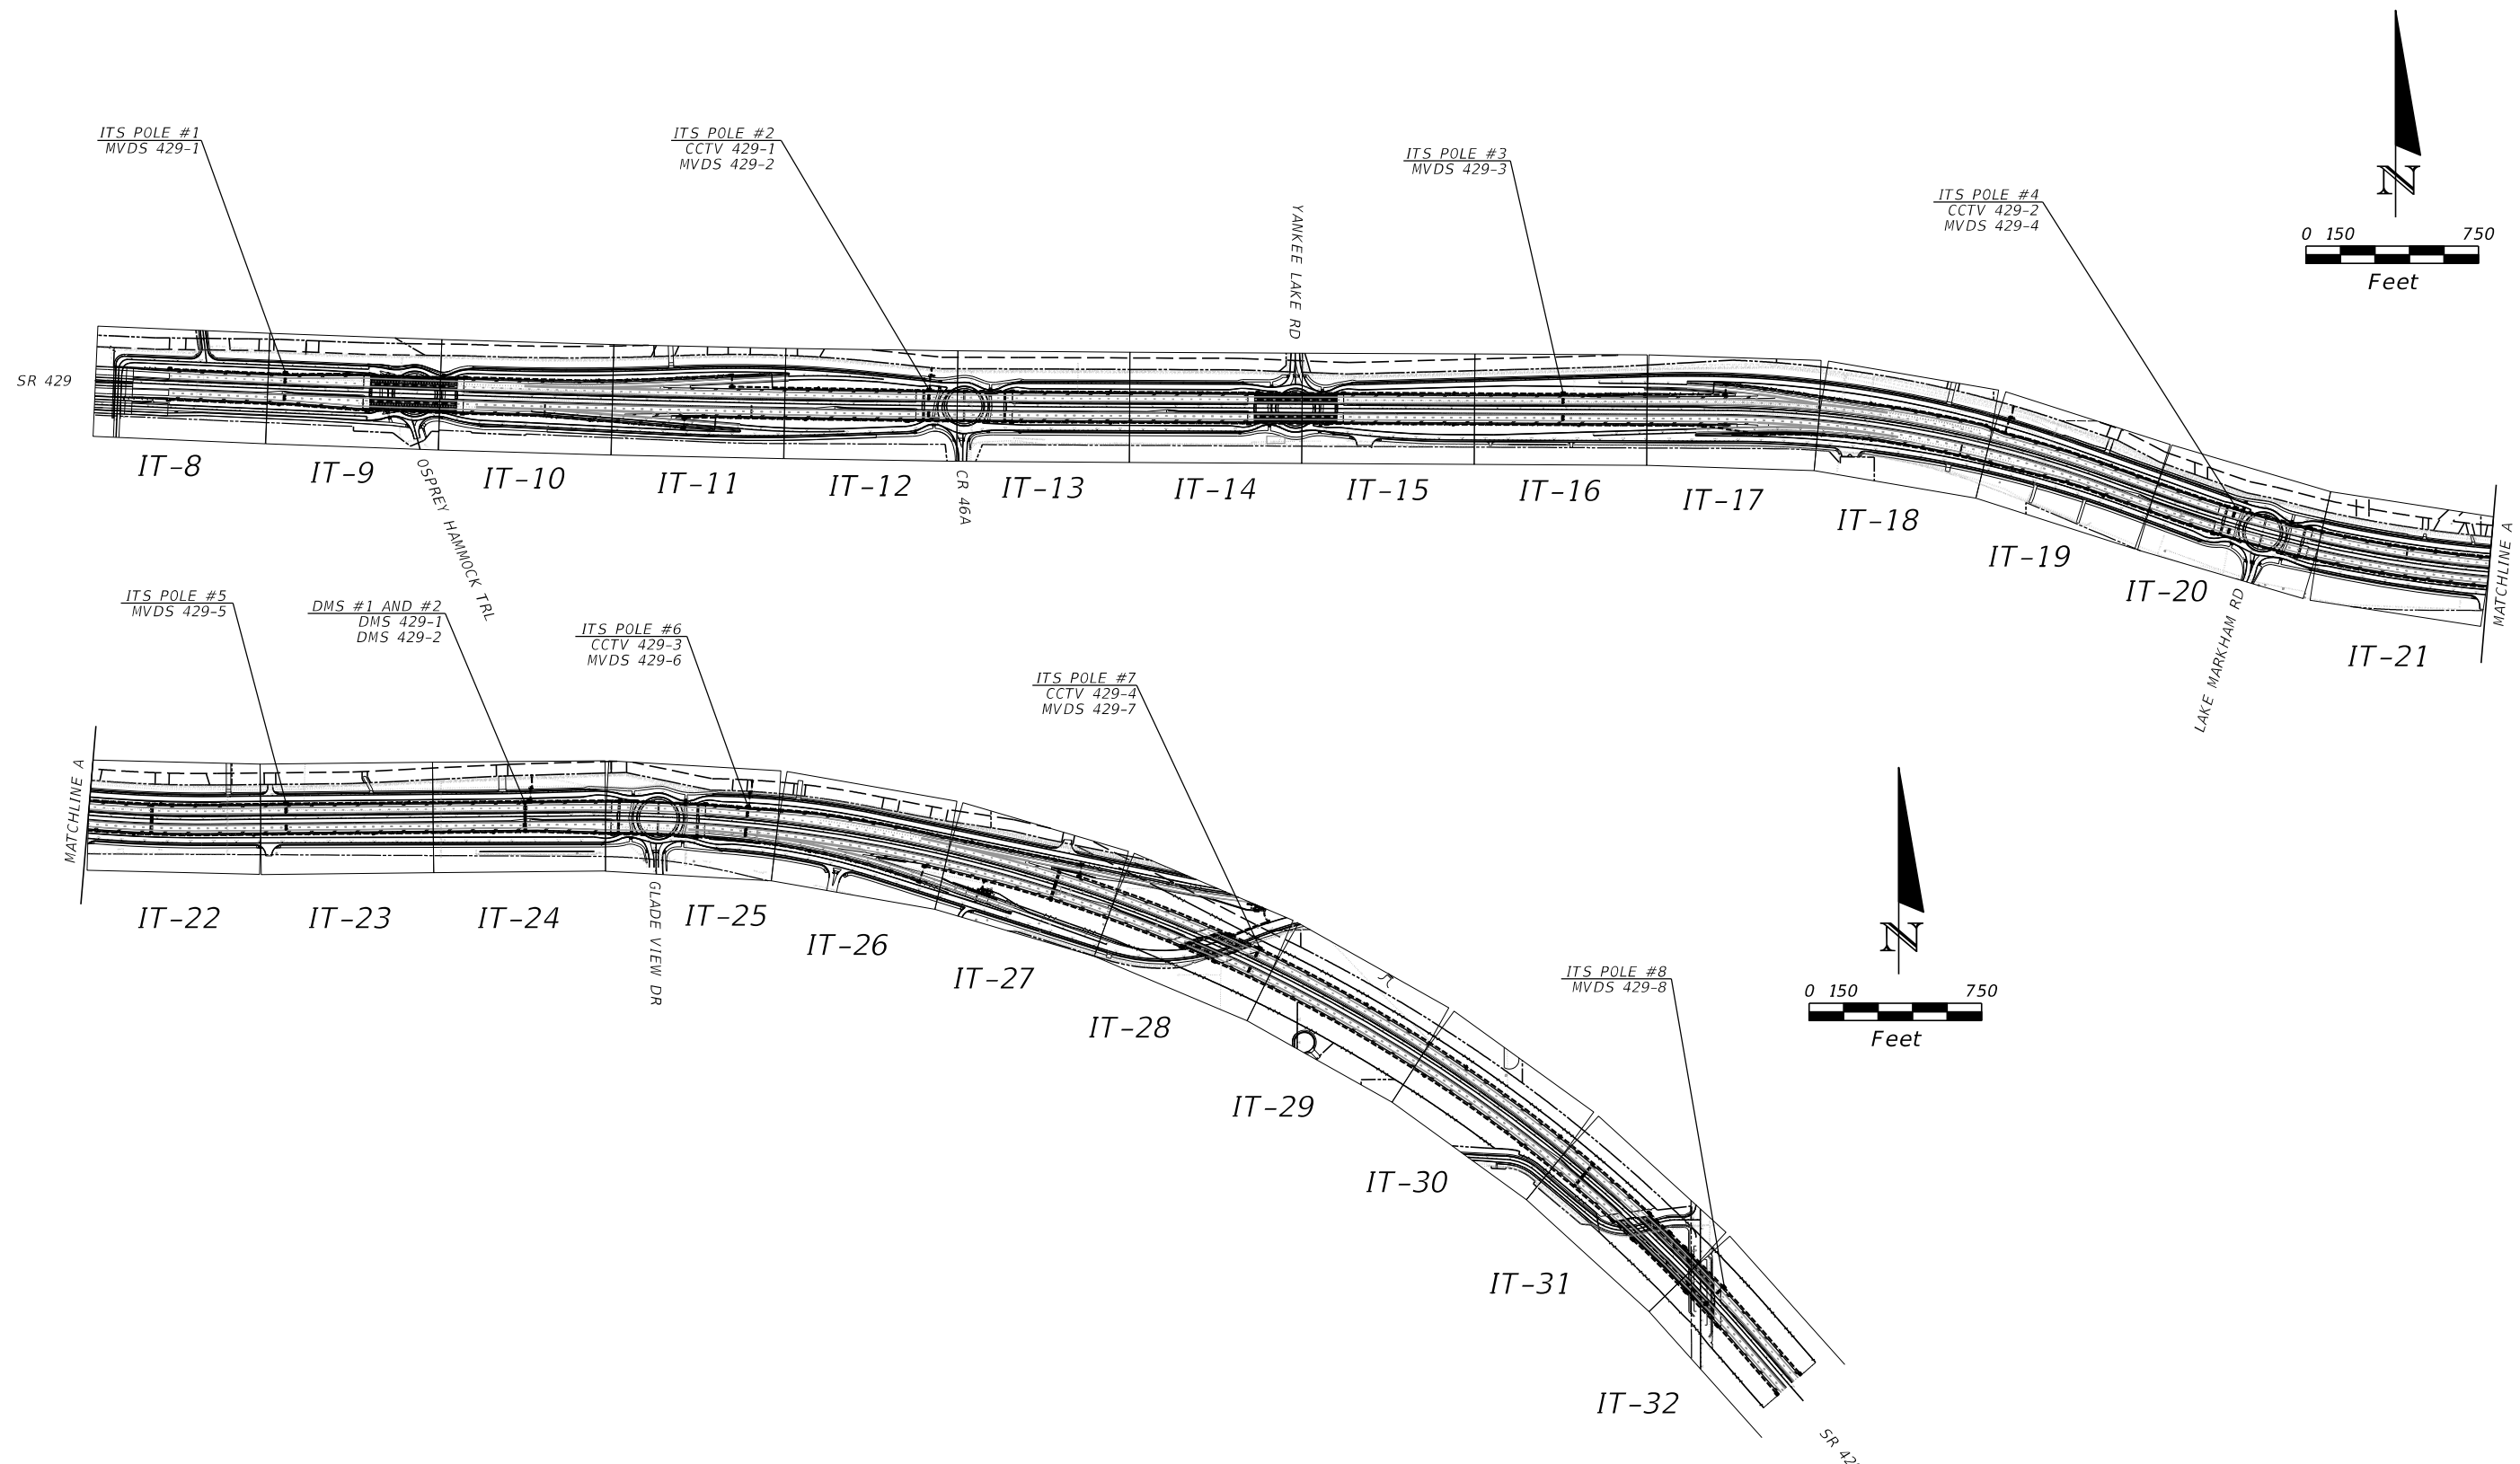 ITS POLE #1
MVDS 429-1
ITS POLE #2
CCTV 429-1
MVDS 429-2
ITS POLE #3
MVDS 429-3
ITS POLE #4
CCTV 429-2
MVDS 429-4
N
0 150 750
Feet
YANKEE LAKE RD
SR 429
IT-8
IT-9
IT-10
IT-11
IT-12
IT-13
IT-14
IT-15
IT-16
IT-17
IT-18
IT-19
IT-20
IT-21
OSPREY HAMMOCK TRL
CR 46A
LAKE MARKHAM RD
MATCHLINE A
ITS POLE #5
MVDS 429-5
DMS #1 AND #2
DMS 429-1
DMS 429-2
ITS POLE #6
CCTV 429-3
MVDS 429-6
ITS POLE #7
CCTV 429-4
MVDS 429-7
MATCHLINE A
GLADE VIEW DR
N
0 150 750
Feet
ITS POLE #8
MVDS 429-8
IT-22
IT-23
IT-24
IT-25
IT-26
IT-27
IT-28
IT-29
IT-30
IT-31
IT-32
SR